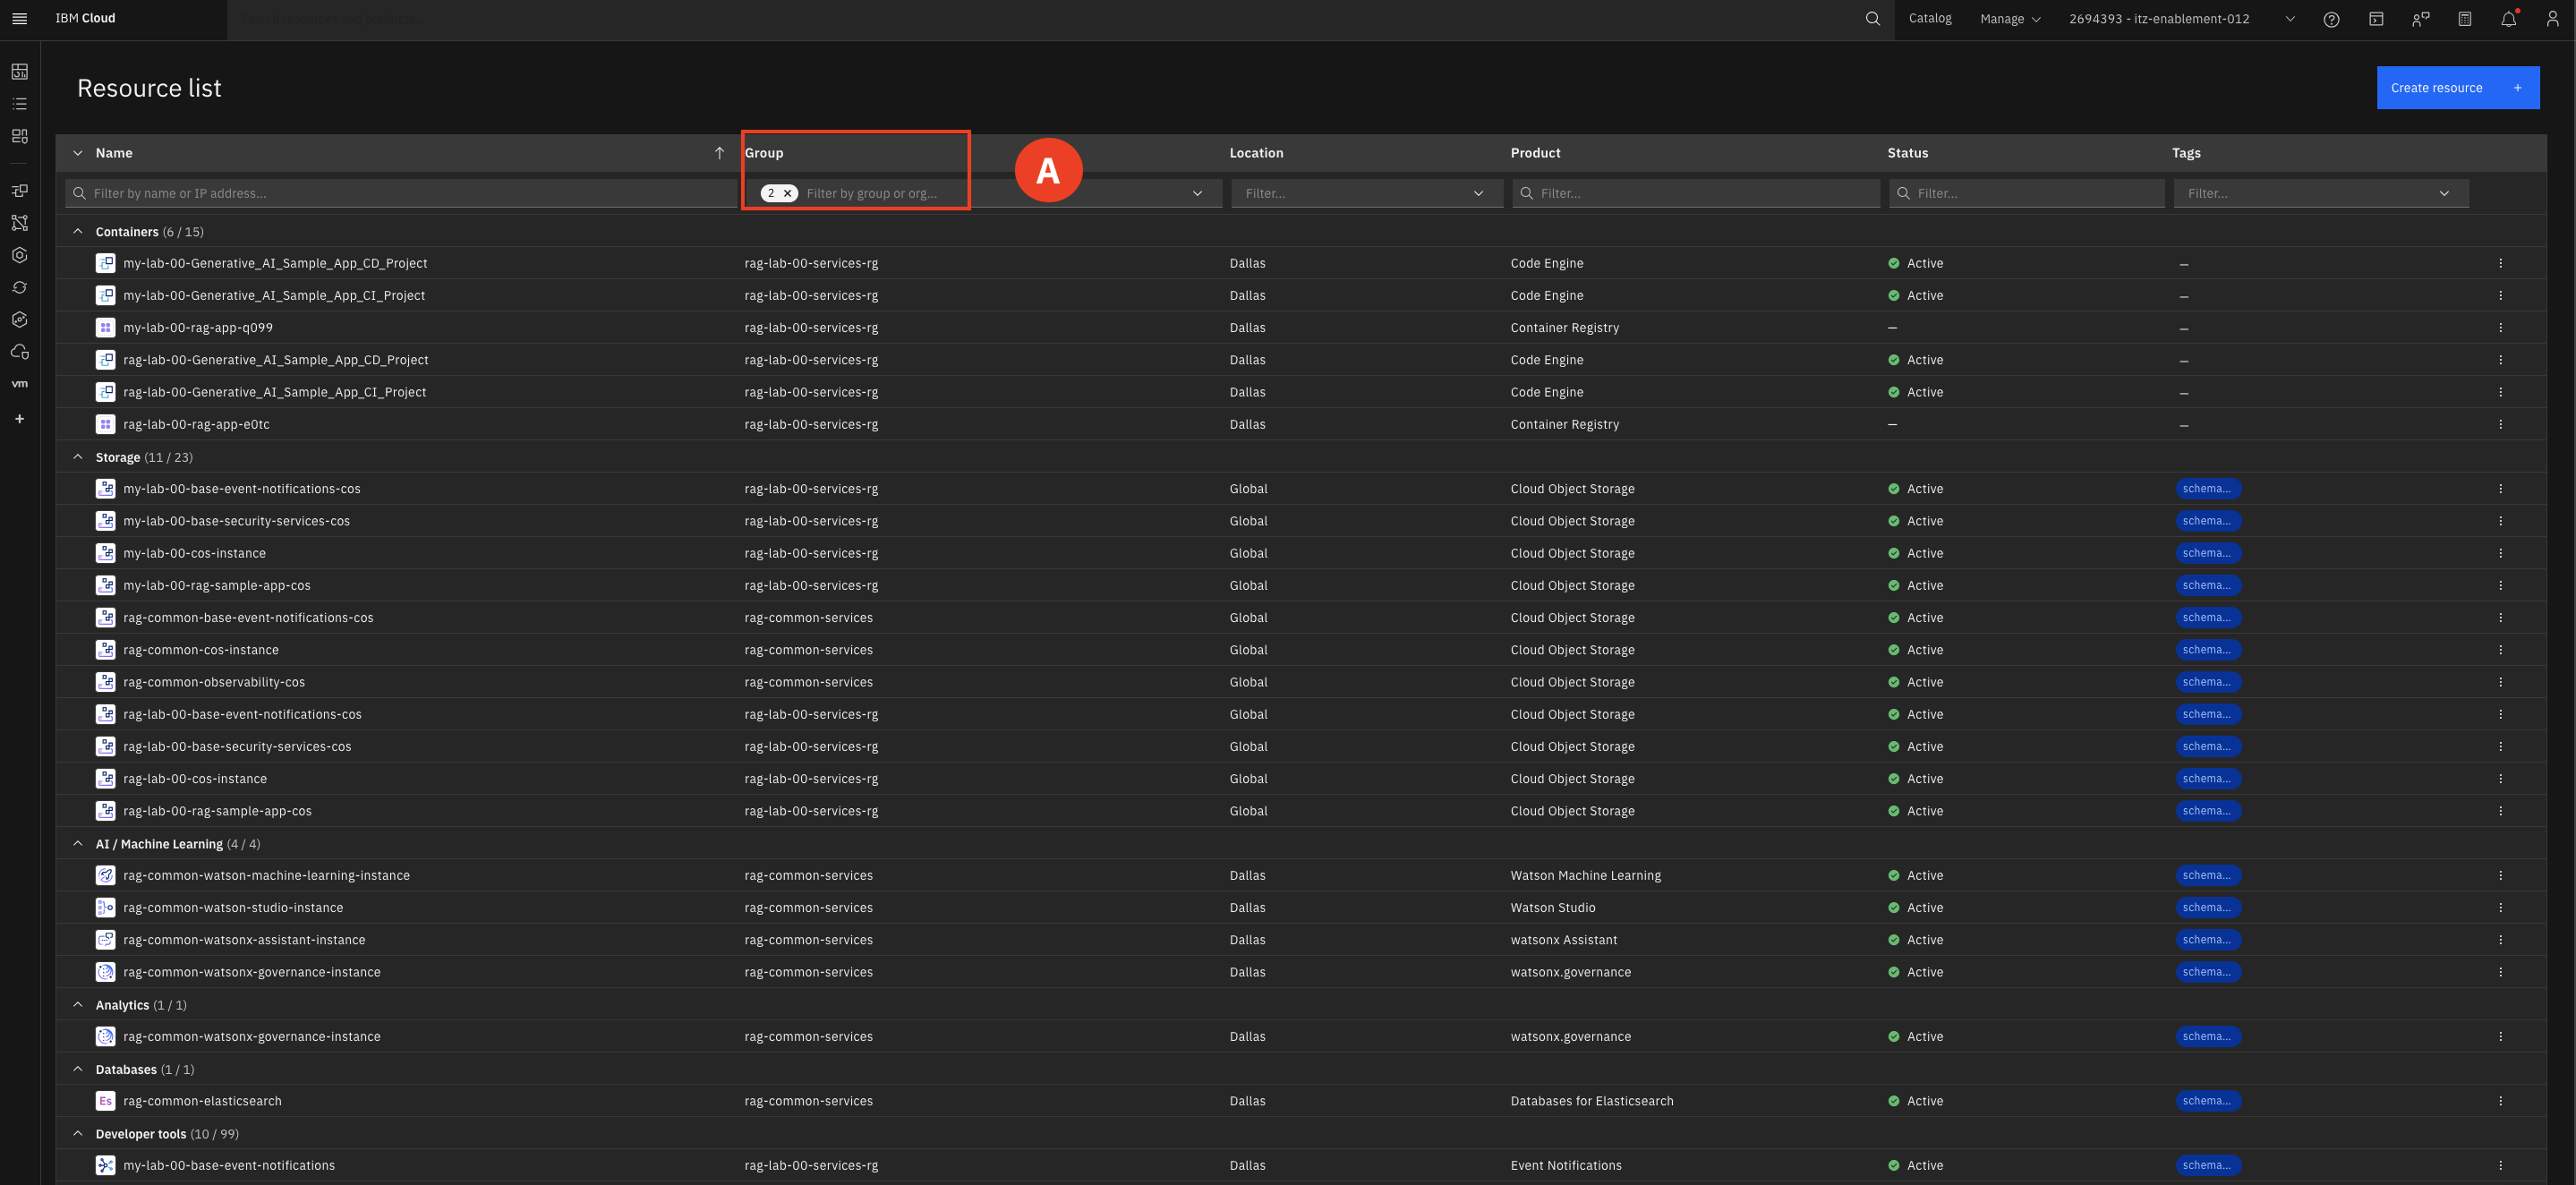 IBM Cloud
Search resources and products...
Catalog
Manage
2694393 - itz-enablement-012
Resource list
Create resource +
Name Group Location Product Status Tags
A
Filter by name or IP address... 2 × Filter by group or org... Filter... Filter... Filter... Filter...
Containers (6 / 15)
my-lab-00-Generative_AI_Sample_App_CD_Project rag-lab-00-services-rg Dallas Code Engine Active –
my-lab-00-Generative_AI_Sample_App_CI_Project rag-lab-00-services-rg Dallas Code Engine Active –
my-lab-00-rag-app-q099 rag-lab-00-services-rg Dallas Container Registry – –
rag-lab-00-Generative_AI_Sample_App_CD_Project rag-lab-00-services-rg Dallas Code Engine Active –
rag-lab-00-Generative_AI_Sample_App_CI_Project rag-lab-00-services-rg Dallas Code Engine Active –
rag-lab-00-rag-app-e0tc rag-lab-00-services-rg Dallas Container Registry – –
Storage (11 / 23)
my-lab-00-base-event-notifications-cos rag-lab-00-services-rg Global Cloud Object Storage Active schema...
my-lab-00-base-security-services-cos rag-lab-00-services-rg Global Cloud Object Storage Active schema...
my-lab-00-cos-instance rag-lab-00-services-rg Global Cloud Object Storage Active schema...
my-lab-00-rag-sample-app-cos rag-lab-00-services-rg Global Cloud Object Storage Active schema...
rag-common-base-event-notifications-cos rag-common-services Global Cloud Object Storage Active schema...
rag-common-cos-instance rag-common-services Global Cloud Object Storage Active schema...
rag-common-observability-cos rag-common-services Global Cloud Object Storage Active schema...
rag-lab-00-base-event-notifications-cos rag-lab-00-services-rg Global Cloud Object Storage Active schema...
rag-lab-00-base-security-services-cos rag-lab-00-services-rg Global Cloud Object Storage Active schema...
rag-lab-00-cos-instance rag-lab-00-services-rg Global Cloud Object Storage Active schema...
rag-lab-00-rag-sample-app-cos rag-lab-00-services-rg Global Cloud Object Storage Active schema...
AI / Machine Learning (4 / 4)
rag-common-watson-machine-learning-instance rag-common-services Dallas Watson Machine Learning Active schema...
rag-common-watson-studio-instance rag-common-services Dallas Watson Studio Active schema...
rag-common-watsonx-assistant-instance rag-common-services Dallas watsonx Assistant Active schema...
rag-common-watsonx-governance-instance rag-common-services Dallas watsonx.governance Active schema...
Analytics (1 / 1)
rag-common-watsonx-governance-instance rag-common-services Dallas watsonx.governance Active schema...
Databases (1 / 1)
Es rag-common-elasticsearch rag-common-services Dallas Databases for Elasticsearch Active schema...
Developer tools (10 / 99)
my-lab-00-base-event-notifications rag-lab-00-services-rg Dallas Event Notifications Active schema...
vm